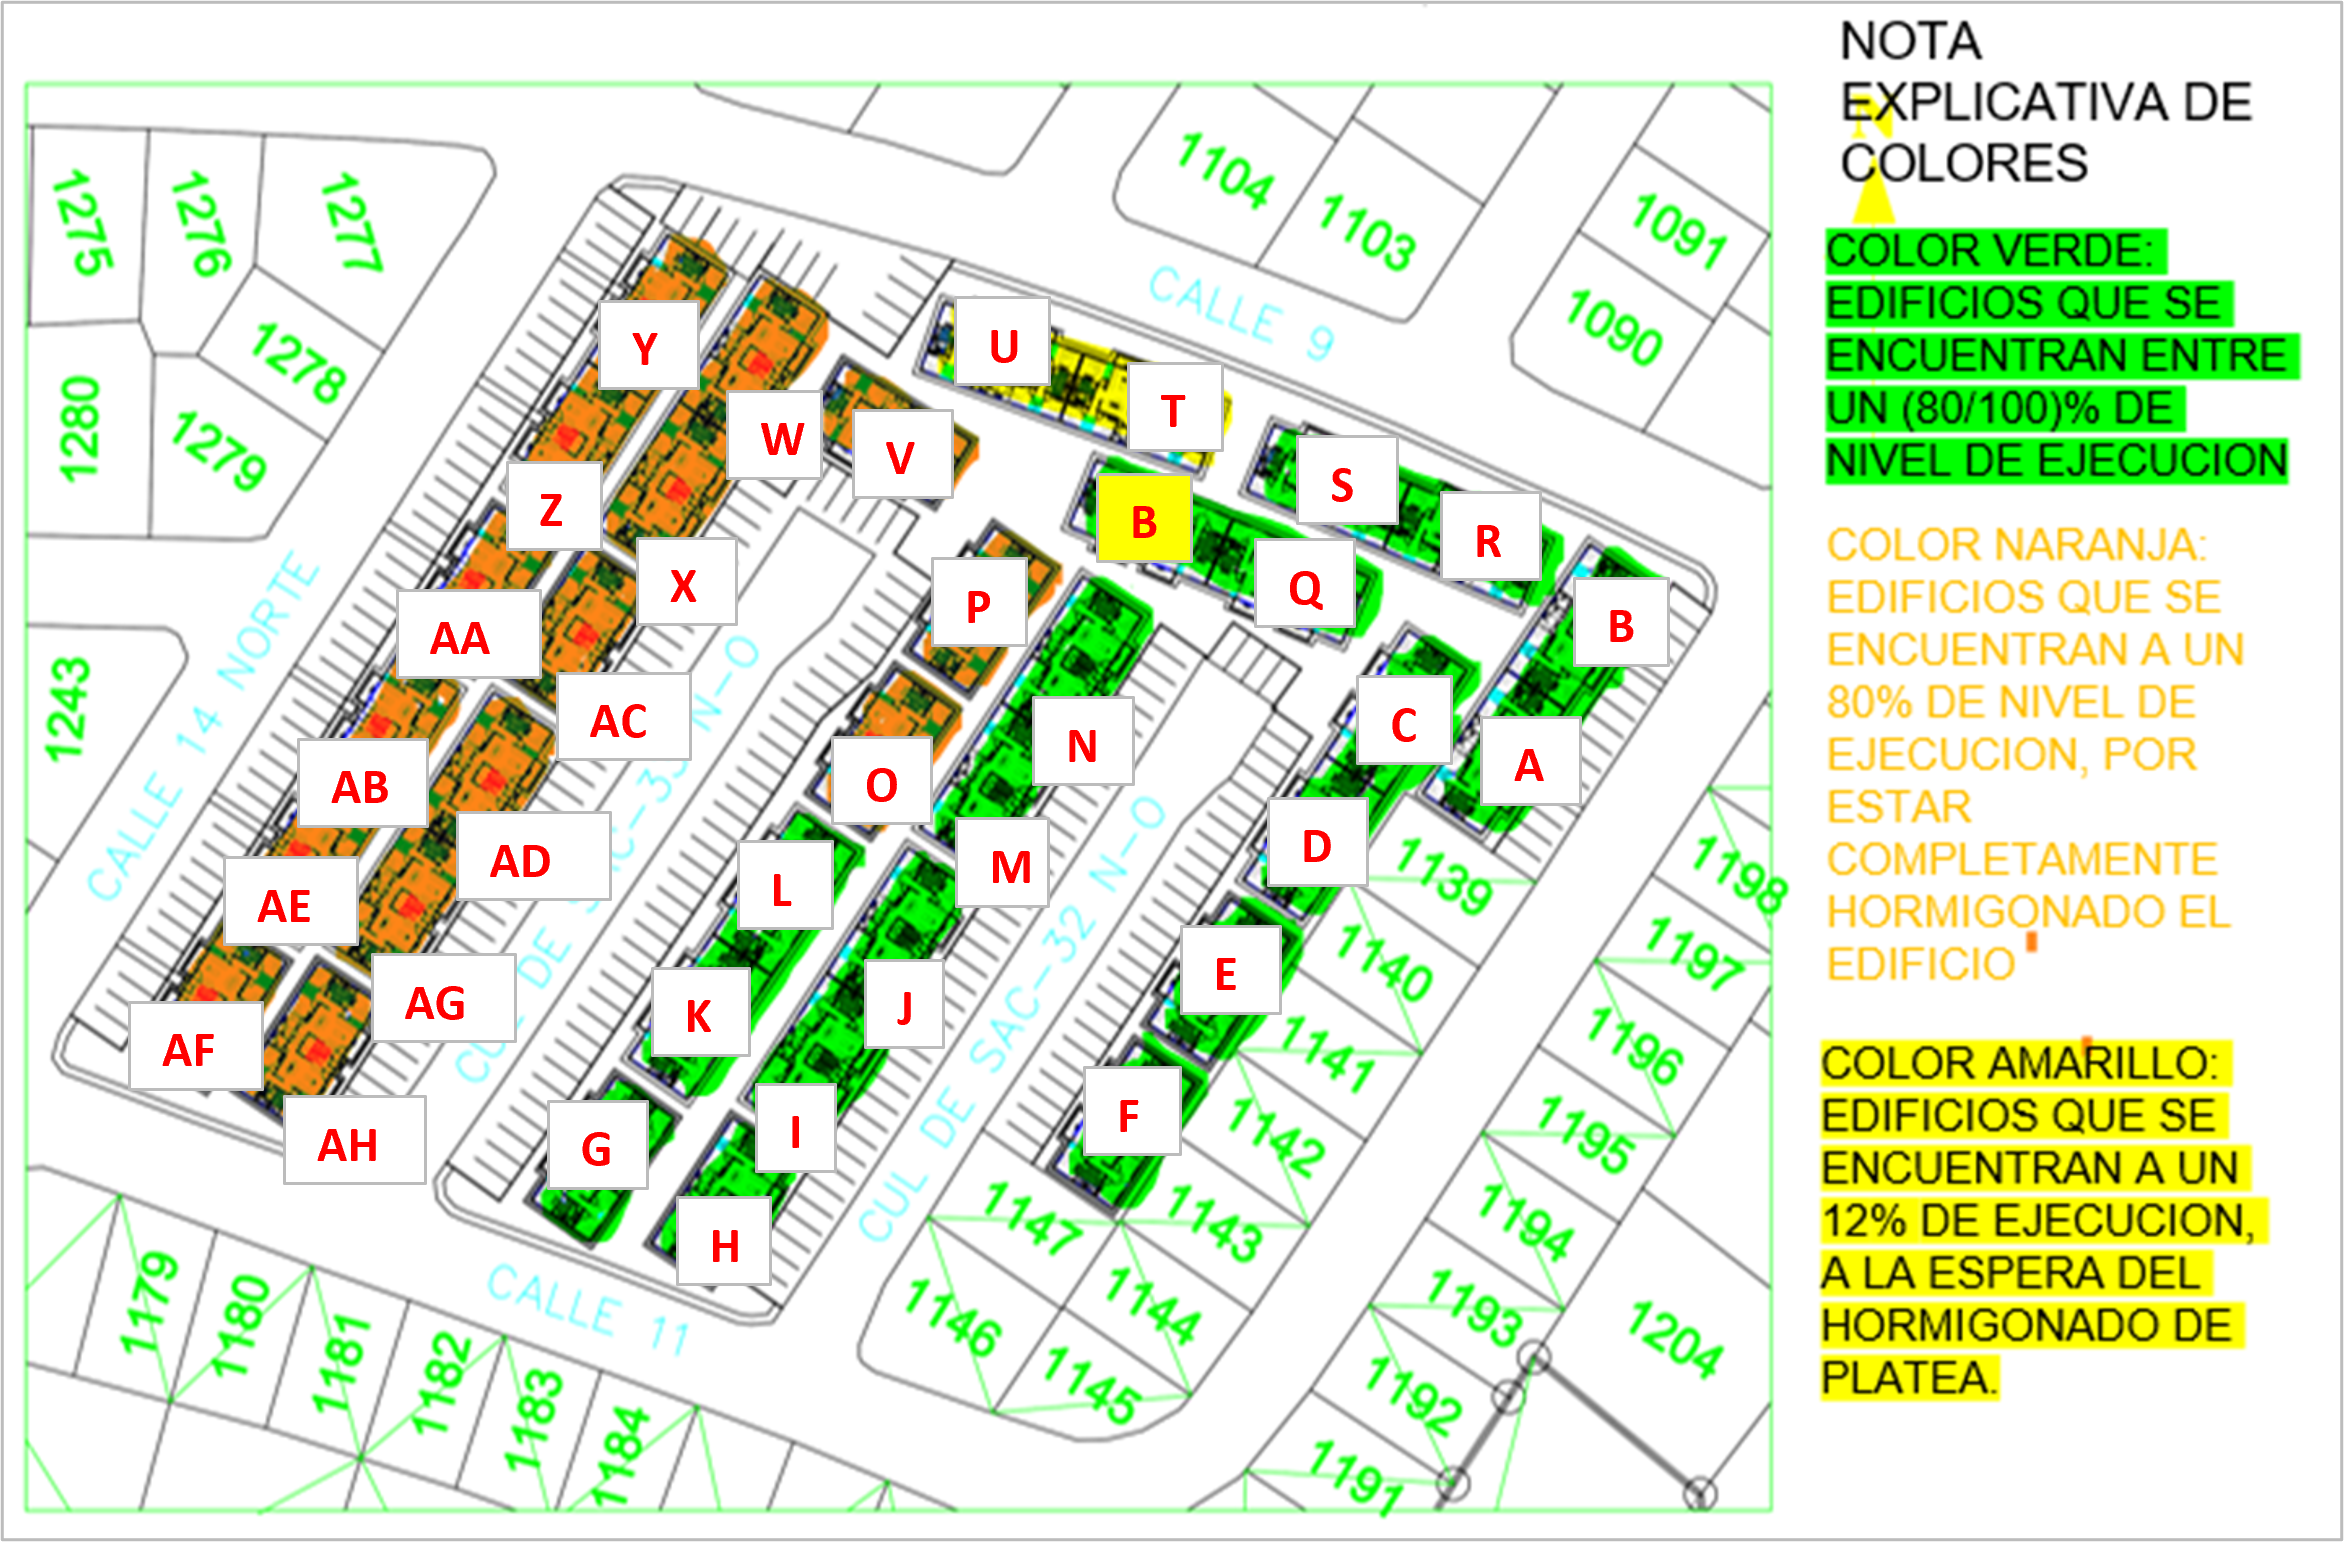 NOTA
EXPLICATIVA DE
COLORES
N
COLOR VERDE:
EDIFICIOS QUE SE
ENCUENTRAN ENTRE
UN (80/100)% DE
NIVEL DE EJECUCION
COLOR NARANJA:
EDIFICIOS QUE SE
ENCUENTRAN A UN
80% DE NIVEL DE
EJECUCION, POR
ESTAR
COMPLETAMENTE
HORMIGONADO EL
EDIFICIO
COLOR AMARILLO:
EDIFICIOS QUE SE
ENCUENTRAN A UN
12% DE EJECUCION,
A LA ESPERA DEL
HORMIGONADO DE
PLATEA.
1275
1276
1277
1278
1279
1280
1243
1104
1103
1091
1090
CALLE 9
CALLE 14 NORTE
CALLE 11
CUL DE SAC-32 N-O
N-O
Y
U
T
W
V
Z
S
R
B
X
Q
P
B
AA
AC
N
C
A
AB
O
D
AD
M
L
AE
E
J
K
AG
AF
F
I
G
AH
H
1139
1140
1141
1142
1143
1144
1145
1146
1147
1198
1197
1196
1195
1194
1193
1192
1191
1204
1179
1180
1181
1182
1183
1184